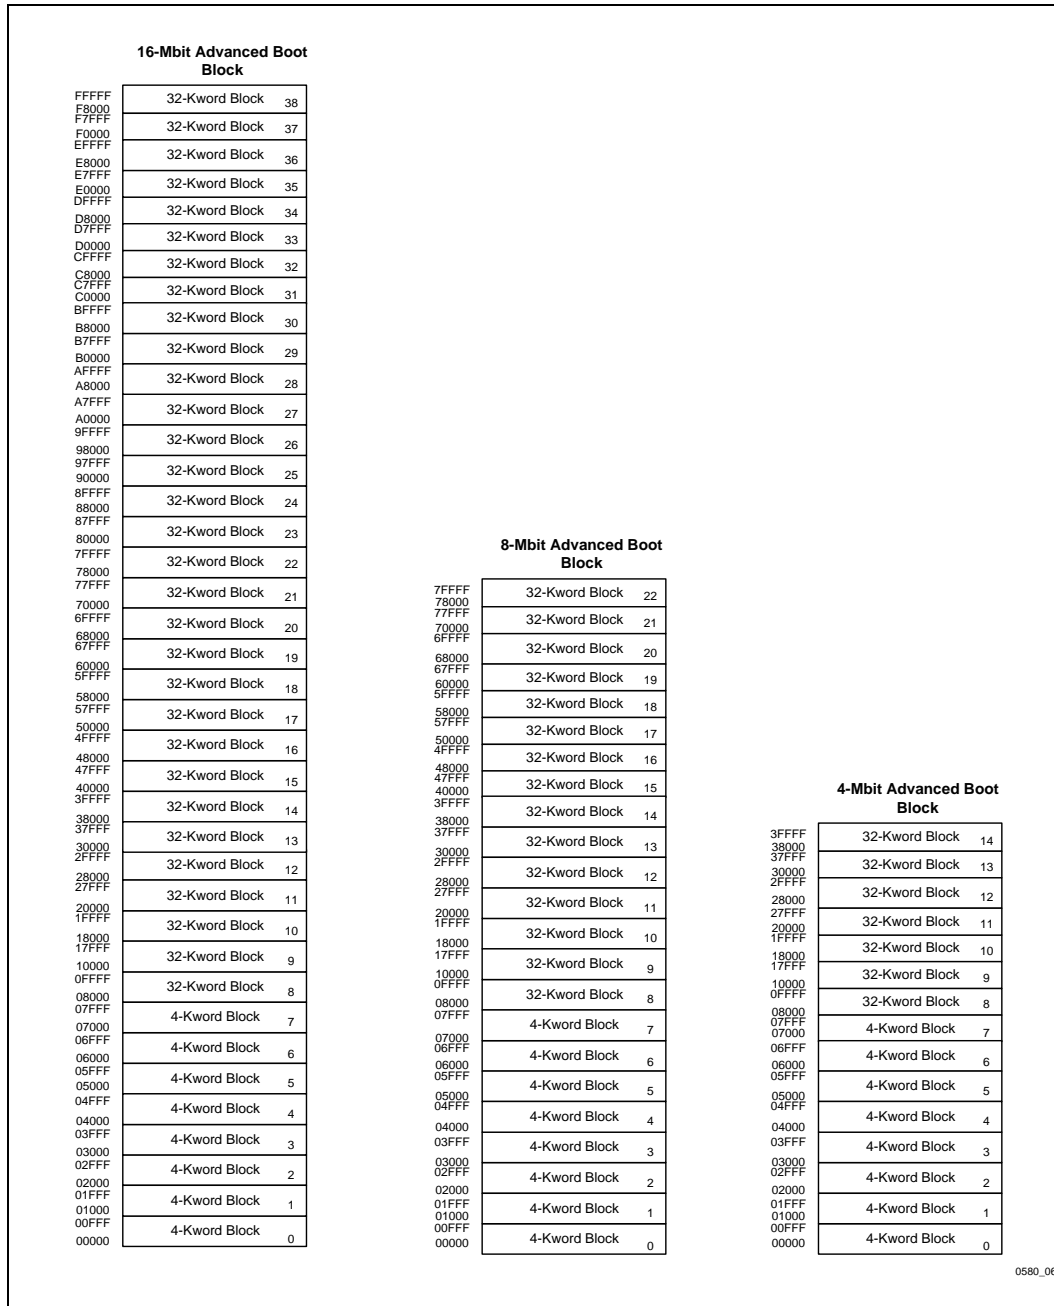 16-Mbit Advanced Boot
Block
FFFFF
32-Kword Block 38
F8000
F7FFF
32-Kword Block 37
F0000
EFFFF
32-Kword Block 36
E8000
E7FFF
32-Kword Block 35
E0000
DFFFF
32-Kword Block 34
D8000
D7FFF
32-Kword Block 33
D0000
CFFFF
32-Kword Block 32
C8000
C7FFF
32-Kword Block 31
C0000
BFFFF
32-Kword Block 30
B8000
B7FFF
32-Kword Block 29
B0000
AFFFF
32-Kword Block 28
A8000
A7FFF
32-Kword Block 27
A0000
9FFFF
32-Kword Block 26
98000
97FFF
32-Kword Block 25
90000
8FFFF
32-Kword Block 24
88000
87FFF
32-Kword Block 23
80000
7FFFF
32-Kword Block 22
78000
77FFF
32-Kword Block 21
70000
6FFFF
32-Kword Block 20
68000
67FFF
32-Kword Block 19
60000
5FFFF
32-Kword Block 18
58000
57FFF
32-Kword Block 17
50000
4FFFF
32-Kword Block 16
48000
47FFF
32-Kword Block 15
40000
3FFFF
32-Kword Block 14
38000
37FFF
32-Kword Block 13
30000
2FFFF
32-Kword Block 12
28000
27FFF
32-Kword Block 11
20000
1FFFF
32-Kword Block 10
18000
17FFF
32-Kword Block 9
10000
0FFFF
32-Kword Block 8
08000
07FFF
4-Kword Block 7
07000
06FFF
4-Kword Block 6
06000
05FFF
4-Kword Block 5
05000
04FFF
4-Kword Block 4
04000
03FFF
4-Kword Block 3
03000
02FFF
4-Kword Block 2
02000
01FFF
4-Kword Block 1
01000
00FFF
4-Kword Block 0
00000
8-Mbit Advanced Boot
Block
7FFFF
32-Kword Block 22
78000
77FFF
32-Kword Block 21
70000
6FFFF
32-Kword Block 20
68000
67FFF
32-Kword Block 19
60000
5FFFF
32-Kword Block 18
58000
57FFF
32-Kword Block 17
50000
4FFFF
32-Kword Block 16
48000
47FFF
32-Kword Block 15
40000
3FFFF
32-Kword Block 14
38000
37FFF
32-Kword Block 13
30000
2FFFF
32-Kword Block 12
28000
27FFF
32-Kword Block 11
20000
1FFFF
32-Kword Block 10
18000
17FFF
32-Kword Block 9
10000
0FFFF
32-Kword Block 8
08000
07FFF
4-Kword Block 7
07000
06FFF
4-Kword Block 6
06000
05FFF
4-Kword Block 5
05000
04FFF
4-Kword Block 4
04000
03FFF
4-Kword Block 3
03000
02FFF
4-Kword Block 2
02000
01FFF
4-Kword Block 1
01000
00FFF
4-Kword Block 0
00000
4-Mbit Advanced Boot
Block
3FFFF
32-Kword Block 14
38000
37FFF
32-Kword Block 13
30000
2FFFF
32-Kword Block 12
28000
27FFF
32-Kword Block 11
20000
1FFFF
32-Kword Block 10
18000
17FFF
32-Kword Block 9
10000
0FFFF
32-Kword Block 8
08000
07FFF
4-Kword Block 7
07000
06FFF
4-Kword Block 6
06000
05FFF
4-Kword Block 5
05000
04FFF
4-Kword Block 4
04000
03FFF
4-Kword Block 3
03000
02FFF
4-Kword Block 2
02000
01FFF
4-Kword Block 1
01000
00FFF
4-Kword Block 0
00000
0580_06